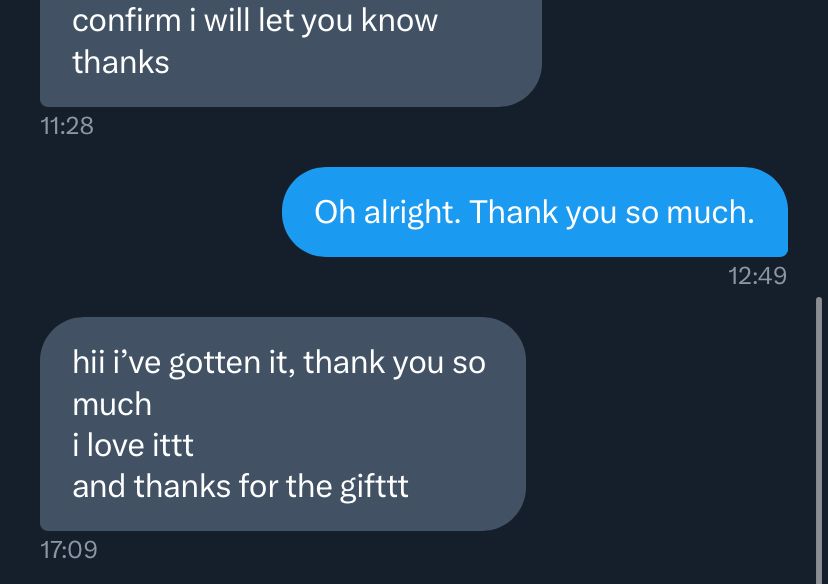 confirm i will let you know
thanks
11:28
Oh alright. Thank you so much.
12:49
hii i’ve gotten it, thank you so
much
i love ittt
and thanks for the gifttt
17:09